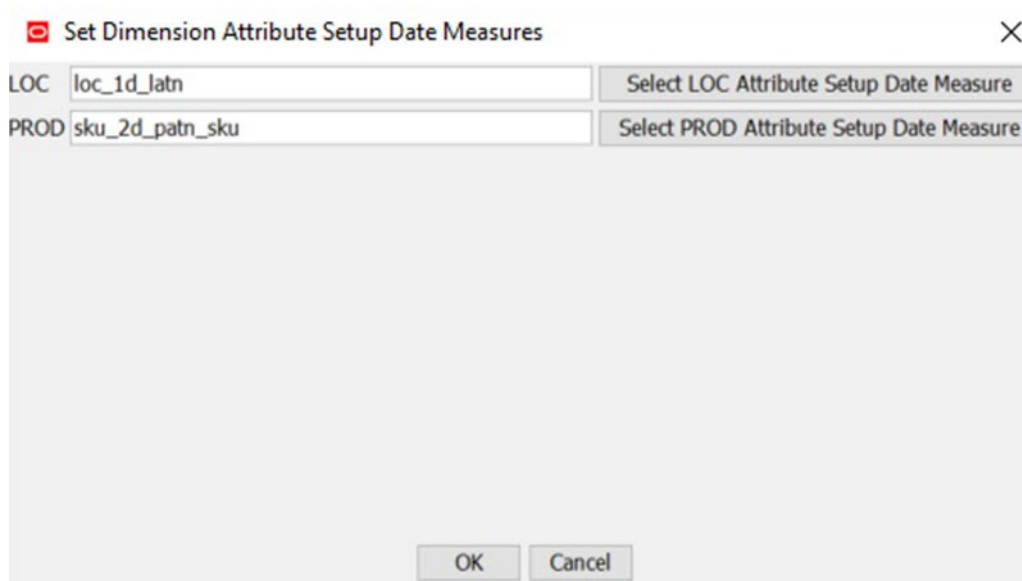 Set Dimension Attribute Setup Date Measures
LOC loc_1d_latn Select LOC Attribute Setup Date Measure
PROD sku_2d_patn_sku Select PROD Attribute Setup Date Measure
OK Cancel